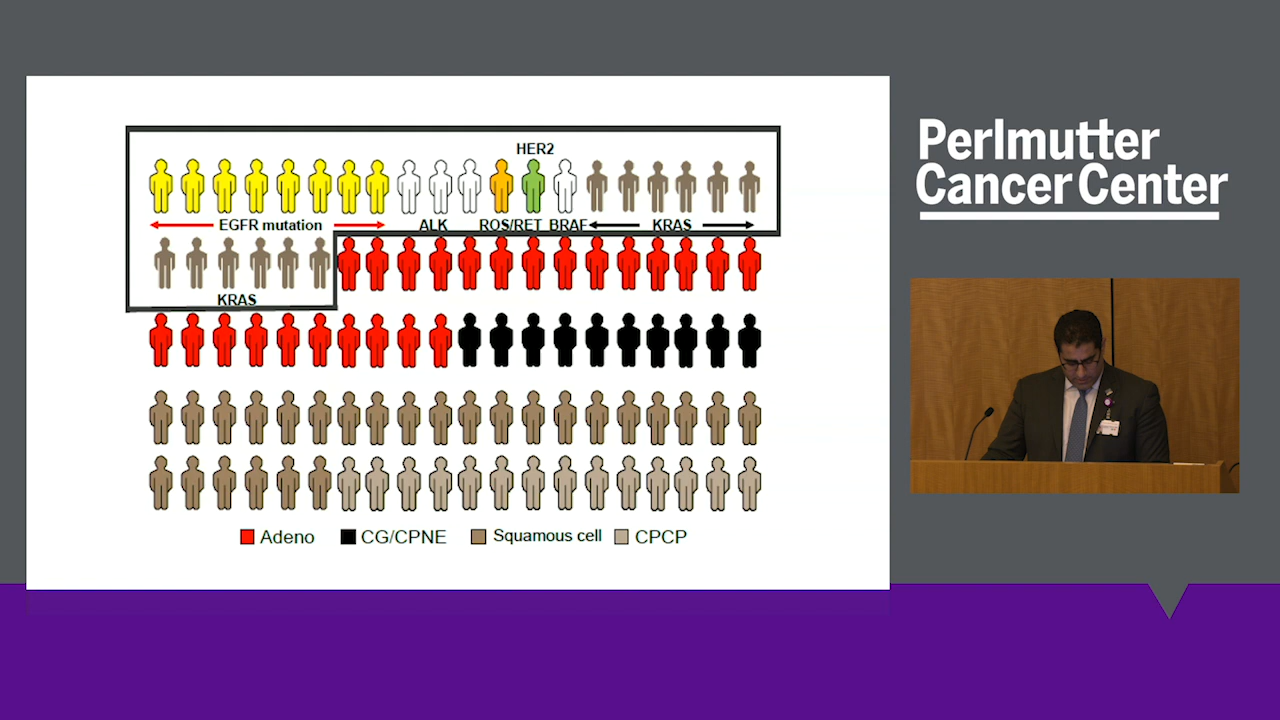 HER2
EGFR mutation
ALK
ROS/RET
BRAF
KRAS
KRAS
Adeno
CG/CPNE
Squamous cell
CPCP
Perlmutter
Cancer Center